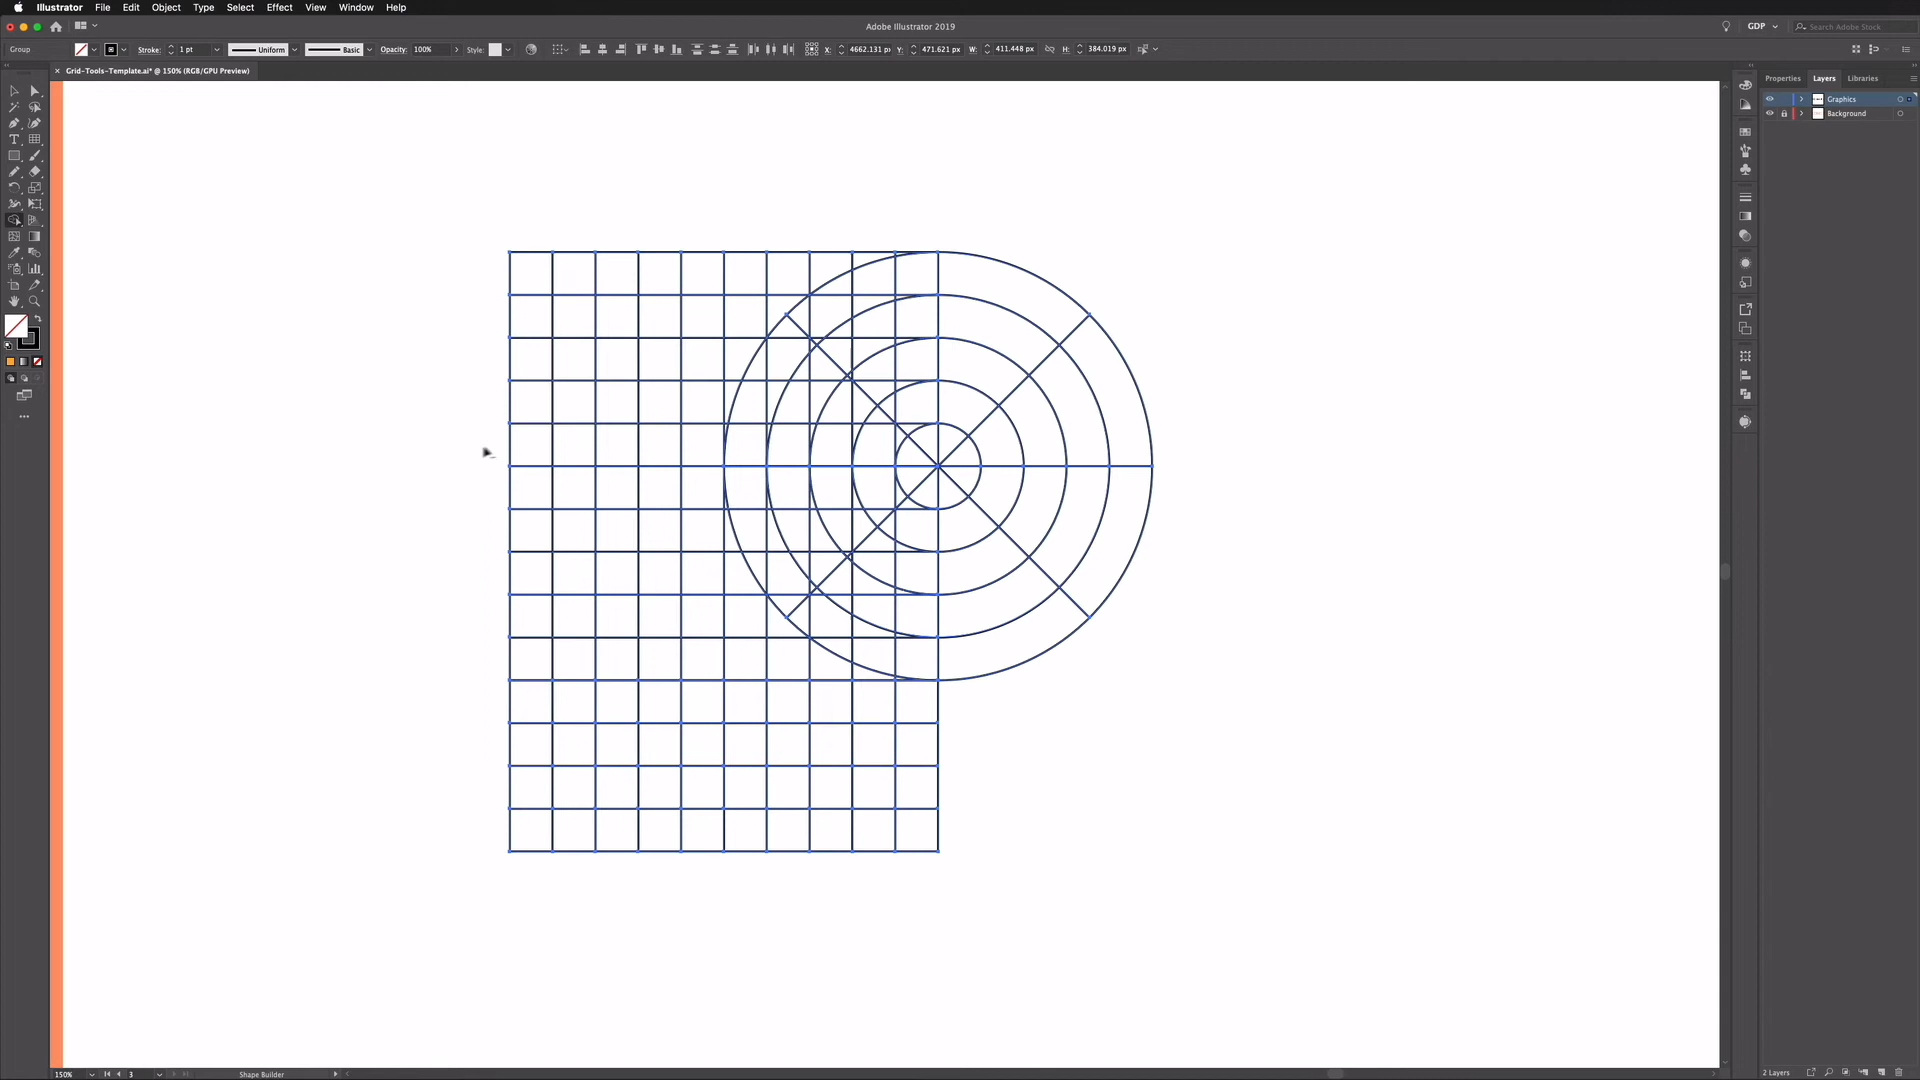 Illustrator File Edit Object Type Select Effect View Window Help
Adobe Illustrator 2019
GDP
Search Adobe Stock
Group
Stroke: 1 pt
Uniform
Basic
Opacity: 100%
Style:
X: 4662.131 px
Y: 471.621 px
W: 411.448 px
H: 384.019 px
Grid-Tools-Template.ai* @ 150% (RGB/GPU Preview)
Properties Layers Libraries
Graphics
Background
150%
3
Shape Builder
2 Layers